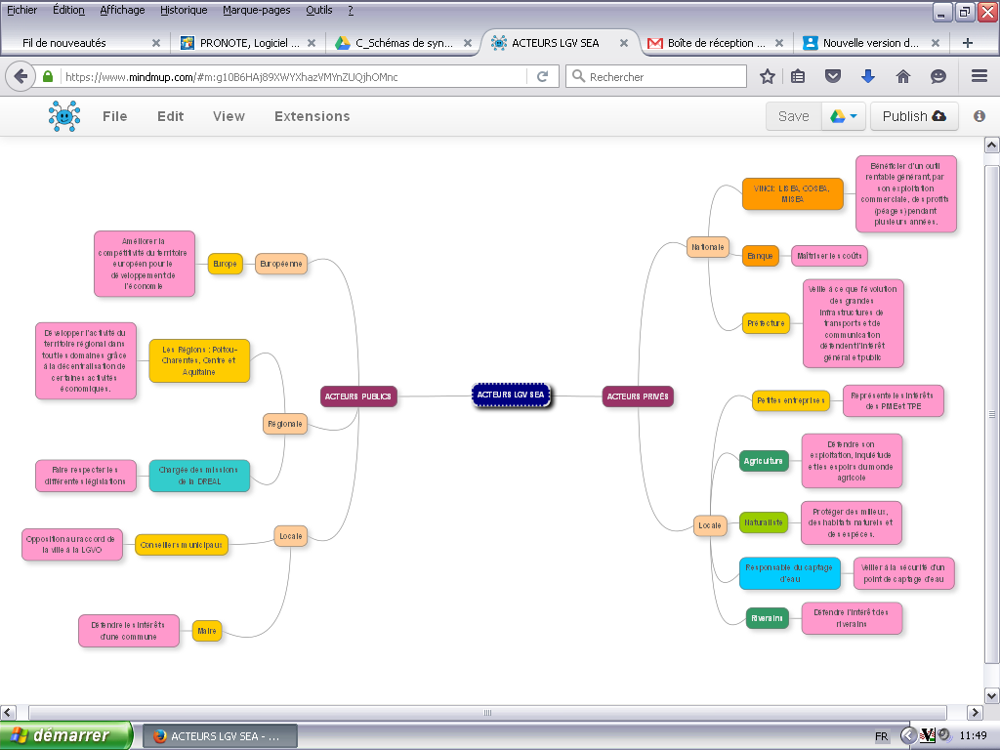 Fichier Édition Affichage Historique Marque-pages Outils ?
Fil de nouveautés
PRONOTE, Logiciel ...
C_Schémas de syn...
ACTEURS LGV SEA
Boîte de réception ...
Nouvelle version d...
https://www.mindmup.com/#m:g10B6HAj89XWYXhazVMYnZUQjhOMnc
Rechercher
File Edit View Extensions
Save
Publish
ACTEURS LGV SEA
ACTEURS PUBLICS
Européenne
Europe
Améliorer la
compétitivité du territoire
européen pour le
développement de
l'économie
Régionale
Les Régions : Poitou-
Charentes, Centre et
Aquitaine
Développer l'activité du
territoire régional dans
tout les domaines grâce
à la décentralisation de
certaines activités
économiques.
Chargée des missions
de la DREAL
Faire respecter les
différentes législations
Locale
Conseillers municipaux
Opposition au raccord de
la ville à la LGVO
Maire
Défendre les intérêts
d'une commune
ACTEURS PRIVÉS
Nationale
VINCI: LISEA, COSEA,
MISEA
Bénéficier d'un outil
rentable générant, par
son exploitation
commerciale, des profits
(péages) pendant
plusieurs années.
Banque
Maîtriser les coûts
Préfecture
Veille à ce que l'évolution
des grandes
infrastructures de
transports et de
communication
défendent l'intérêt
général et public
Locale
Petites entreprises
Représente les intérêts
des PME et TPE
Agriculture
Défendre son
exploitation, inquiétude
et les espoirs du monde
agricole
Naturaliste
Protéger des milieux,
des habitats naturels et
des espèces.
Responsable du captage
d'eau
Veiller à la sécurité d'un
point de captage d'eau
Riverains
Défendre l'intérêt des
riverains
démarrer
ACTEURS LGV SEA - ...
FR
11:49